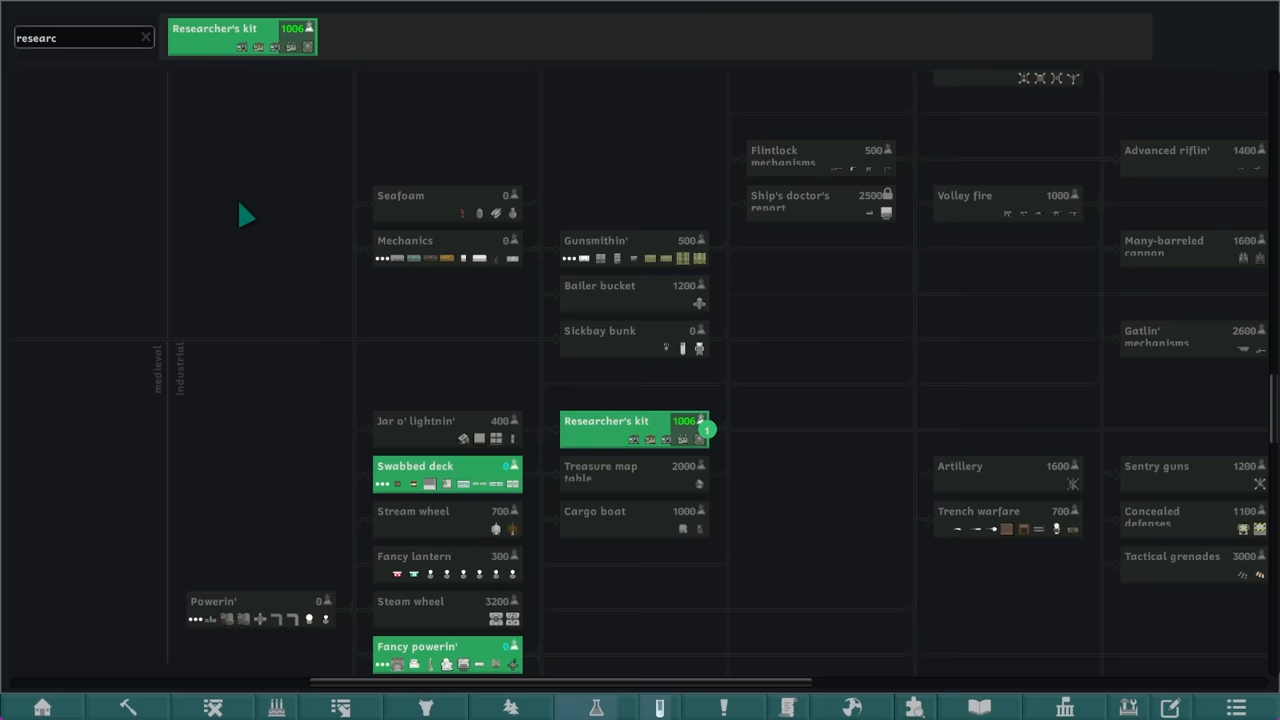 researc
Researcher's kit 1006
Flintlock mechanisms 500
Advanced riflin' 1400
Seafoam 0
Ship's doctor's report 2500
Volley fire 1000
Mechanics 0
Gunsmithin' 500
Many-barreled cannon 1600
Bailer bucket 1200
Sickbay bunk 0
Gatlin' mechanisms 2600
medieval
industrial
Jar o' lightnin' 400
Researcher's kit 1006
1
Swabbed deck 0
Treasure map table 2000
Artillery 1600
Sentry guns 1200
Stream wheel 700
Cargo boat 1000
Trench warfare 700
Concealed defenses 1100
Fancy lantern 300
Tactical grenades 3000
Powerin' 0
Steam wheel 3200
Fancy powerin' 0